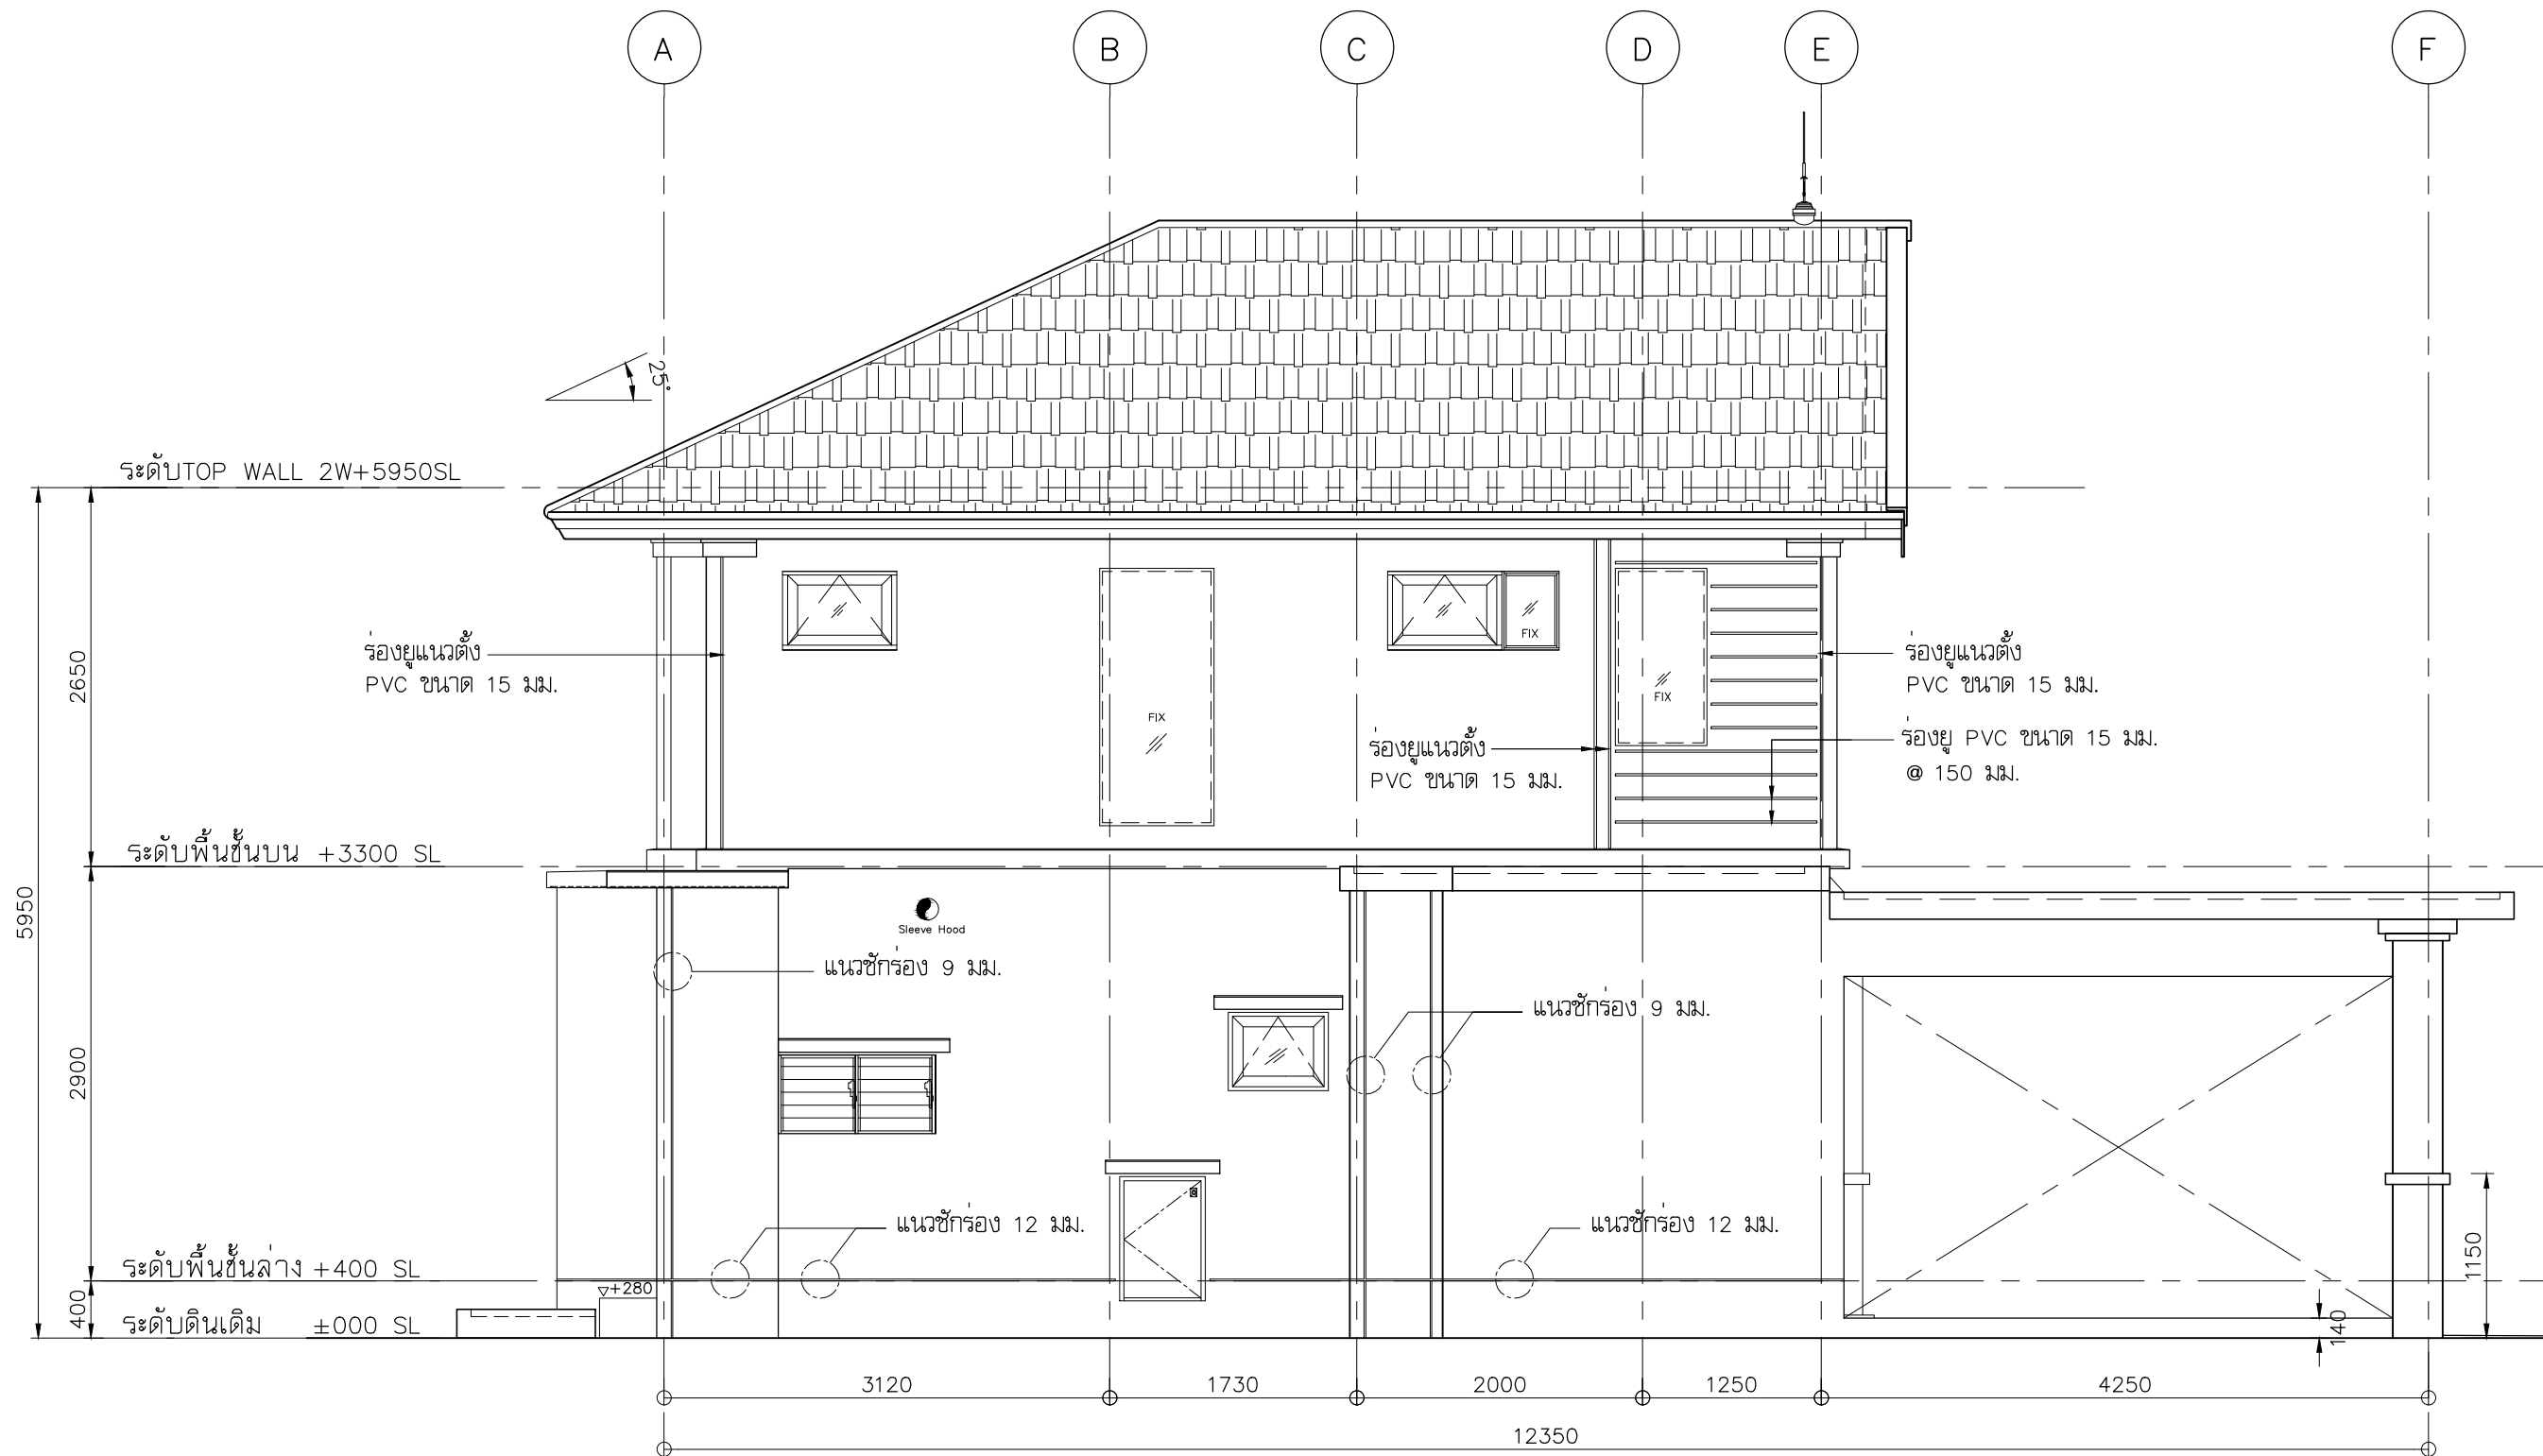 A
B
C
D
E
F
25°
ระดับTOP WALL 2W+5950SL
ร่องยูแนวตั้ง
PVC ขนาด 15 มม.
FIX
FIX
FIX
ร่องยูแนวตั้ง
PVC ขนาด 15 มม.
ร่องยูแนวตั้ง
PVC ขนาด 15 มม.
ร่องยู PVC ขนาด 15 มม.
@ 150 มม.
2650
ระดับพื้นชั้นบน +3300 SL
5950
Sleeve Hood
แนวชักร่อง 9 มม.
แนวชักร่อง 9 มม.
2900
แนวชักร่อง 12 มม.
แนวชักร่อง 12 มม.
1150
ระดับพื้นชั้นล่าง +400 SL
+280
400
ระดับดินเดิม ±000 SL
140
3120
1730
2000
1250
4250
12350